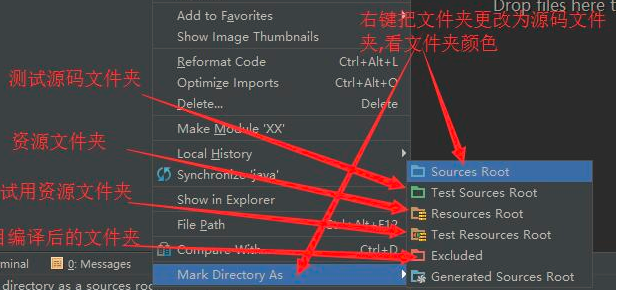 Add to Favorites
Show Image Thumbnails
Reformat Code Ctrl+Alt+L
Optimize Imports Ctrl+Alt+O
Delete... Delete
Make Module 'XX'
Local History
Synchronize 'java'
Show in Explorer
File Path Ctrl+Alt+F12
Compare With... Ctrl+D
Mark Directory As
Drop files here t
右键把文件夹更改为源码文件
夹,看文件夹颜色
测试源码文件夹
资源文件夹
试用资源文件夹
编译后的文件夹
Sources Root
Test Sources Root
Resources Root
Test Resources Root
Excluded
Generated Sources Root
minal 0: Messages
directory as a sources roo